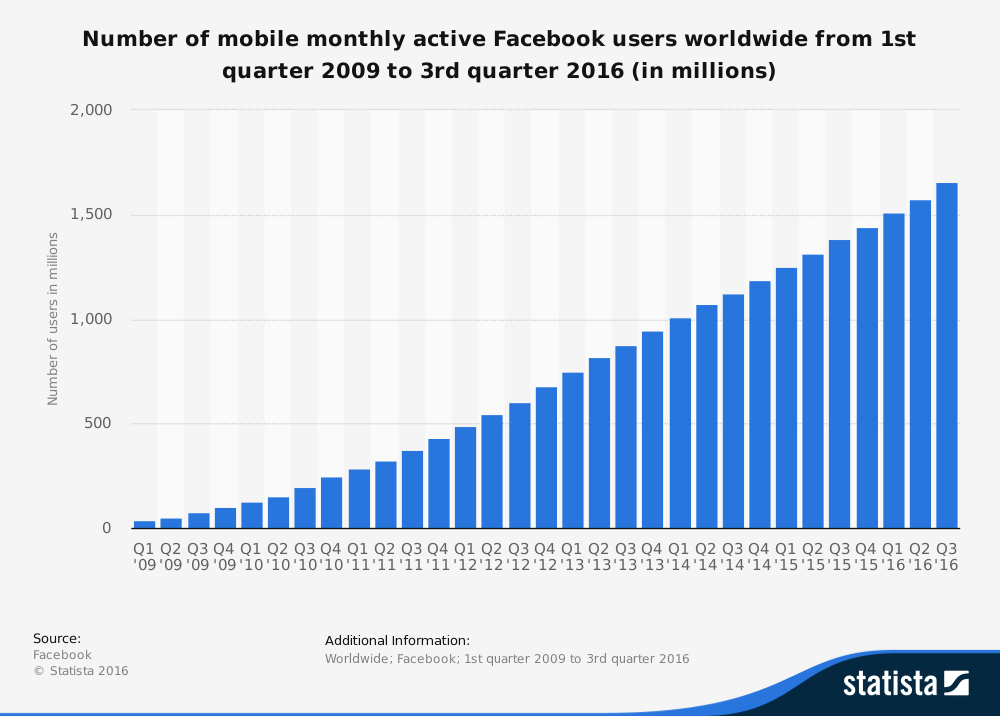 Number of mobile monthly active Facebook users worldwide from 1st
quarter 2009 to 3rd quarter 2016 (in millions)
2,000
1,500
1,000
500
0
Number of users in millions
Q1 Q2 Q3 Q4 Q1 Q2 Q3 Q4 Q1 Q2 Q3 Q4 Q1 Q2 Q3 Q4 Q1 Q2 Q3 Q4 Q1 Q2 Q3 Q4 Q1 Q2 Q3 Q4 Q1 Q2 Q3
'09 '09 '09 '09 '10 '10 '10 '10 '11 '11 '11 '11 '12 '12 '12 '12 '13 '13 '13 '13 '14 '14 '14 '14 '15 '15 '15 '15 '16 '16 '16
Source:
Facebook
© Statista 2016
Additional Information:
Worldwide; Facebook; 1st quarter 2009 to 3rd quarter 2016
statista